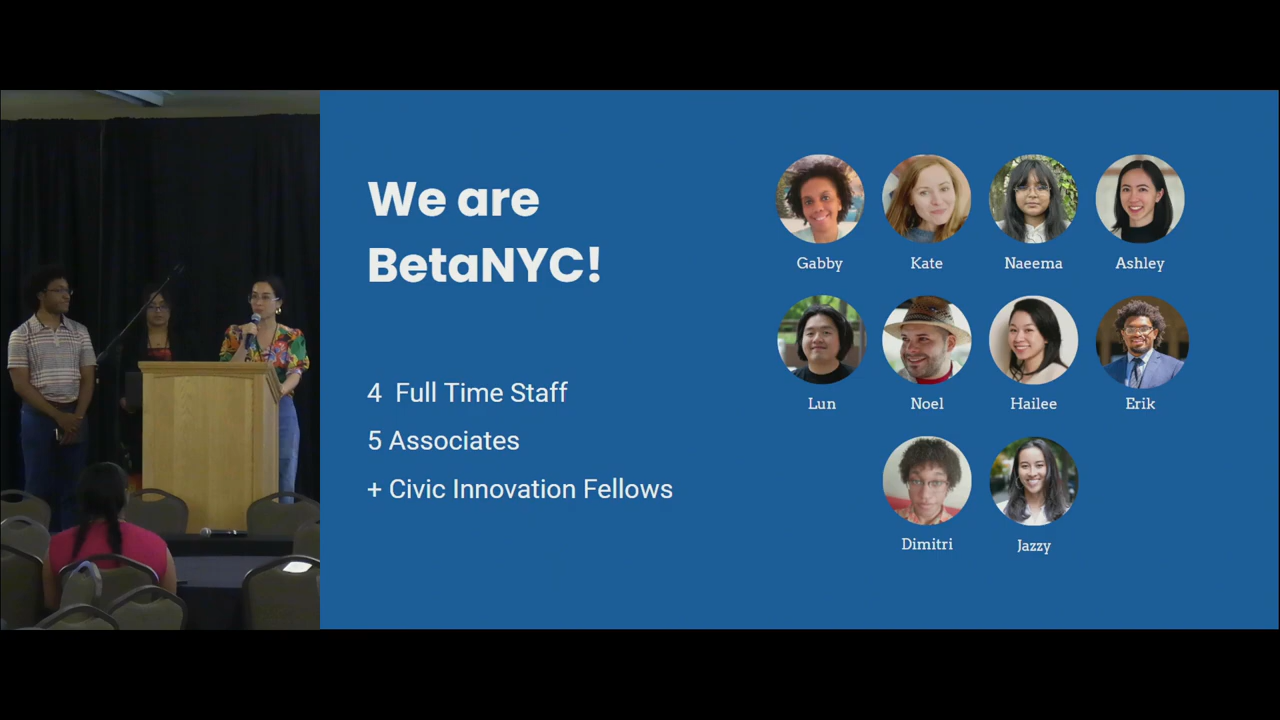 We are
BetaNYC!
4 Full Time Staff
5 Associates
+ Civic Innovation Fellows
Gabby
Kate
Naeema
Ashley
Lun
Noel
Hailee
Erik
Dimitri
Jazzy